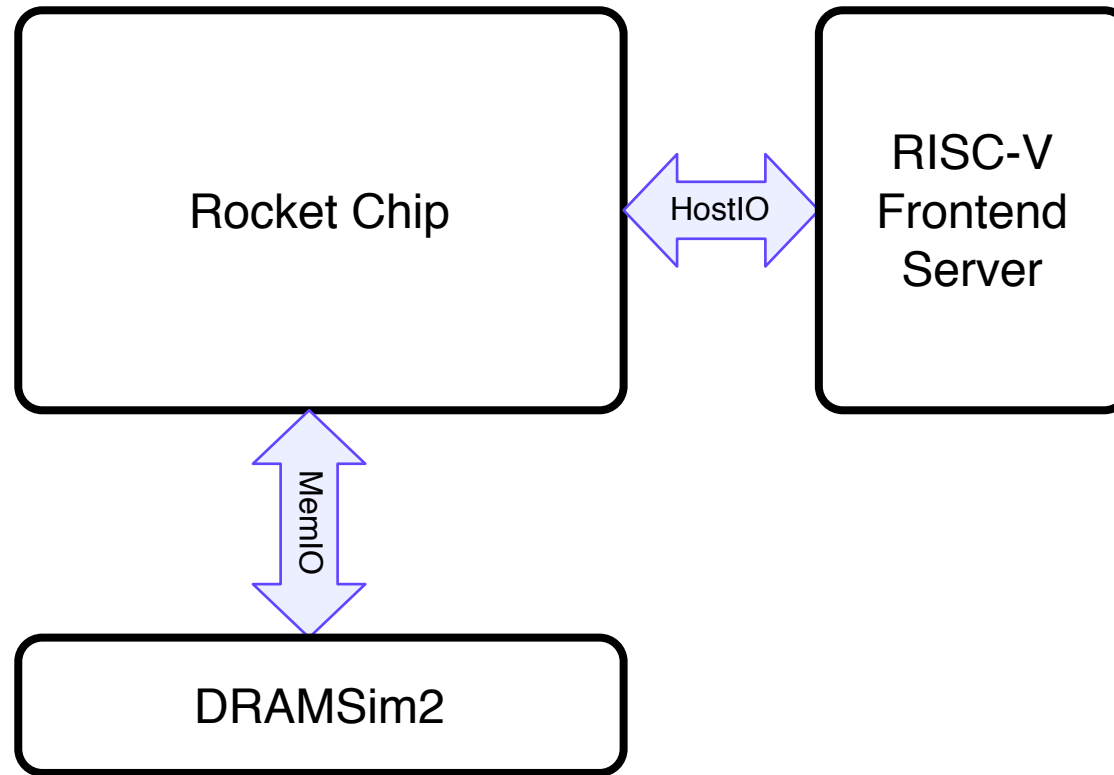 Rocket Chip
HostIO
RISC-V
Frontend
Server
MemIO
DRAMSim2